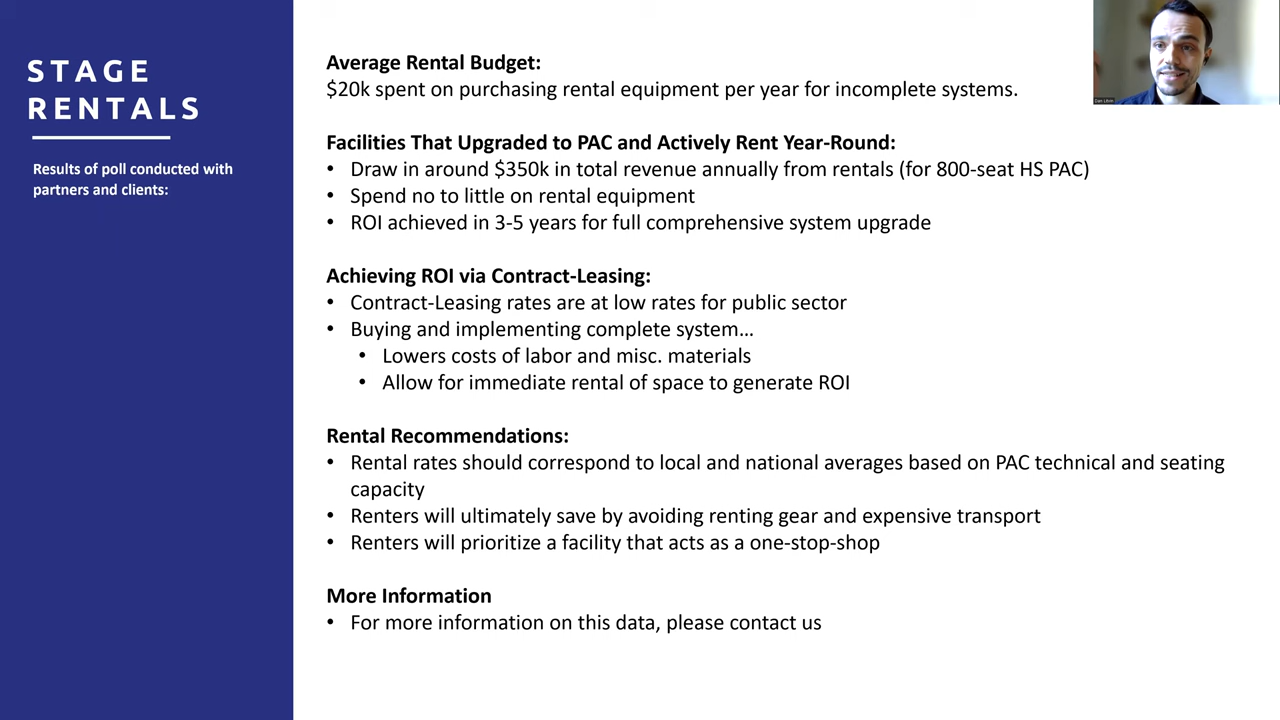 STAGE
RENTALS
Results of poll conducted with
partners and clients:
Average Rental Budget:
$20k spent on purchasing rental equipment per year for incomplete systems.
Facilities That Upgraded to PAC and Actively Rent Year-Round:
• Draw in around $350k in total revenue annually from rentals (for 800-seat HS PAC)
• Spend no to little on rental equipment
• ROI achieved in 3-5 years for full comprehensive system upgrade
Achieving ROI via Contract-Leasing:
• Contract-Leasing rates are at low rates for public sector
• Buying and implementing complete system…
• Lowers costs of labor and misc. materials
• Allow for immediate rental of space to generate ROI
Rental Recommendations:
• Rental rates should correspond to local and national averages based on PAC technical and seating
capacity
• Renters will ultimately save by avoiding renting gear and expensive transport
• Renters will prioritize a facility that acts as a one-stop-shop
More Information
• For more information on this data, please contact us